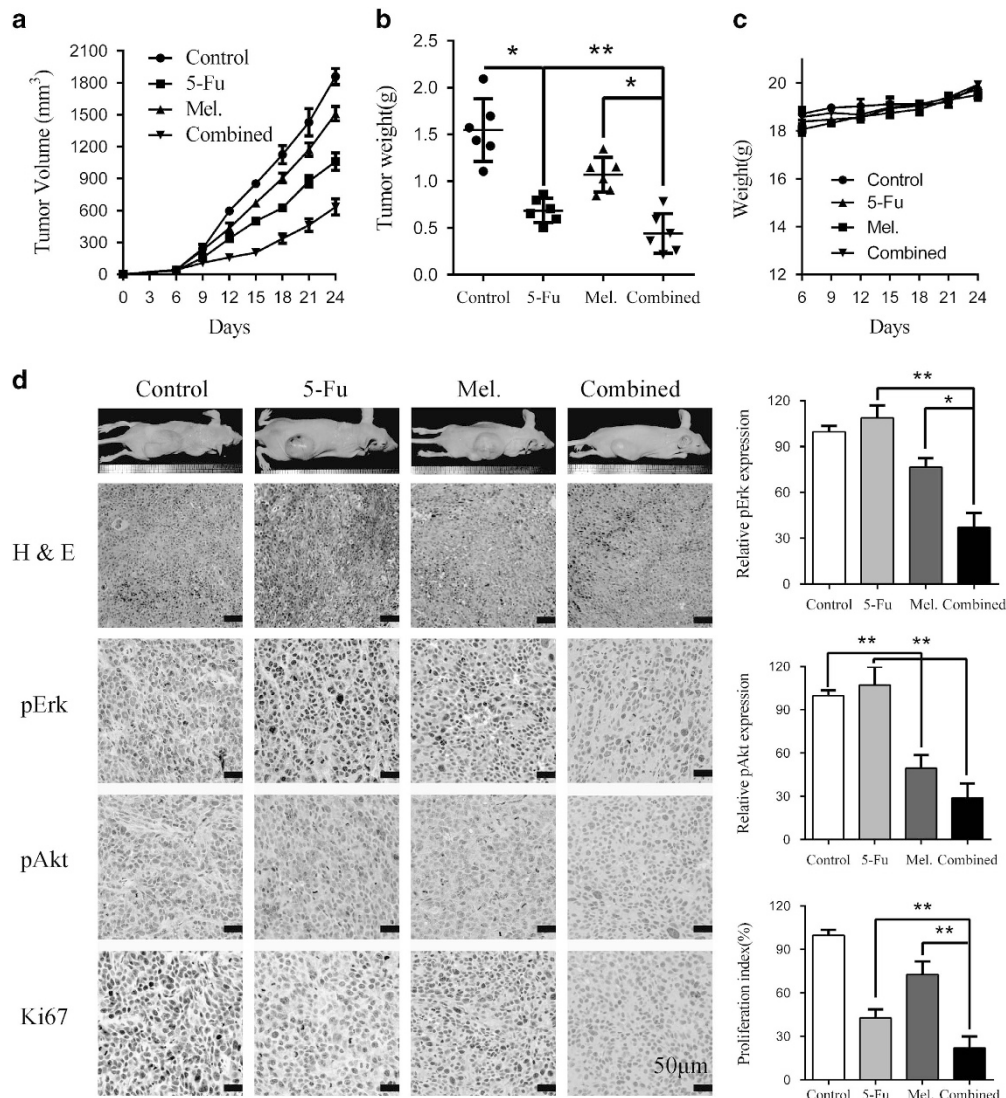 a
Tumor Volume (mm3)
2100
1800
1500
1200
900
600
300
0
Control
5-Fu
Mel.
Combined
0 3 6 9 12 15 18 21 24
Days
b
Tumor weight(g)
2.5
2.0
1.5
1.0
0.5
0.0
* **
*
Control 5-Fu Mel. Combined
c
Weight(g)
20
18
16
14
12
Control
5-Fu
Mel.
Combined
6 9 12 15 18 21 24
Days
d
Control 5-Fu Mel. Combined
H & E
pErk
pAkt
Ki67
50μm
Relative pErk expression
120
90
60
30
0
**
*
Control 5-Fu Mel. Combined
Relative pAkt expression
120
90
60
30
0
** **
Control 5-Fu Mel. Combined
Proliferation index(%)
120
90
60
30
0
**
**
Control 5-Fu Mel. Combined